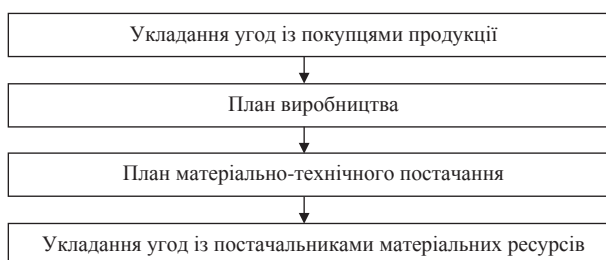 Укладання угод із покупцями продукції
План виробництва
План матеріально-технічного постачання
Укладання угод із постачальниками матеріальних ресурсів